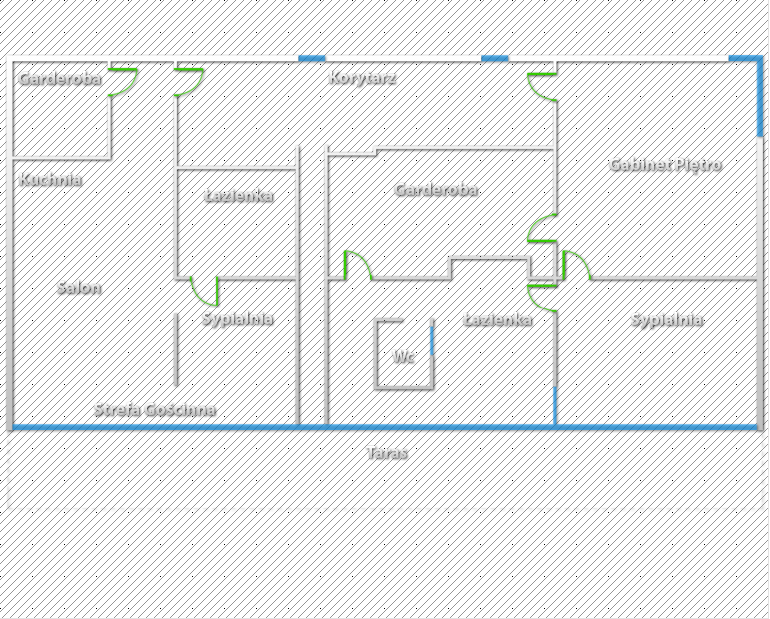 Garderoba
Korytarz
Gabinet Piętro
Kuchnia
Łazienka
Garderoba
Salon
Sypialnia
Łazienka
Sypialnia
Wc
Strefa Gościnna
Taras